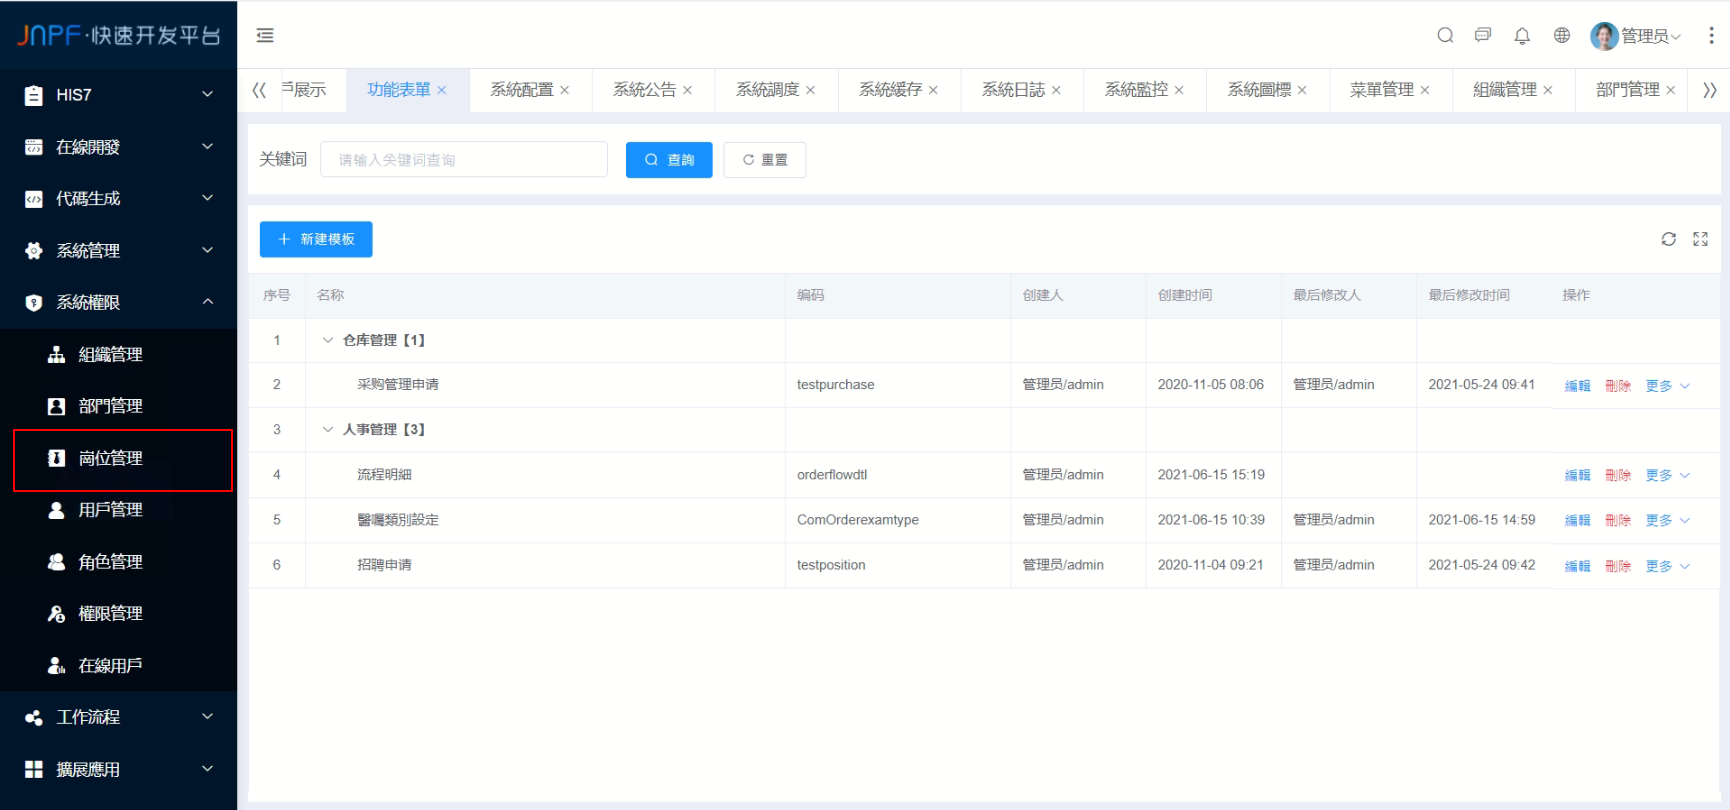 JNPF·快速开发平台
管理员
戶展示 功能表單 系統配置 系統公告 系統調度 系統缓存 系統日誌 系統監控 系統圖標 菜單管理 組織管理 部門管理
HIS7
在線開發
代碼生成
系統管理
系統權限
組織管理
部門管理
崗位管理
用戶管理
角色管理
權限管理
在線用戶
工作流程
擴展應用
关键词 请输入关键词查询 查詢 重置
新建模板
序号 名称 编码 创建人 创建时间 最后修改人 最后修改时间 操作
1 仓库管理【1】
2 采购管理申请 testpurchase 管理员/admin 2020-11-05 08:06 管理员/admin 2021-05-24 09:41 編輯 刪除 更多
3 人事管理【3】
4 流程明細 orderflowdtl 管理员/admin 2021-06-15 15:19 編輯 刪除 更多
5 醫囑類別設定 ComOrderexamtype 管理员/admin 2021-06-15 10:39 管理员/admin 2021-06-15 14:59 編輯 刪除 更多
6 招聘申请 testposition 管理员/admin 2020-11-04 09:21 管理员/admin 2021-05-24 09:42 編輯 刪除 更多